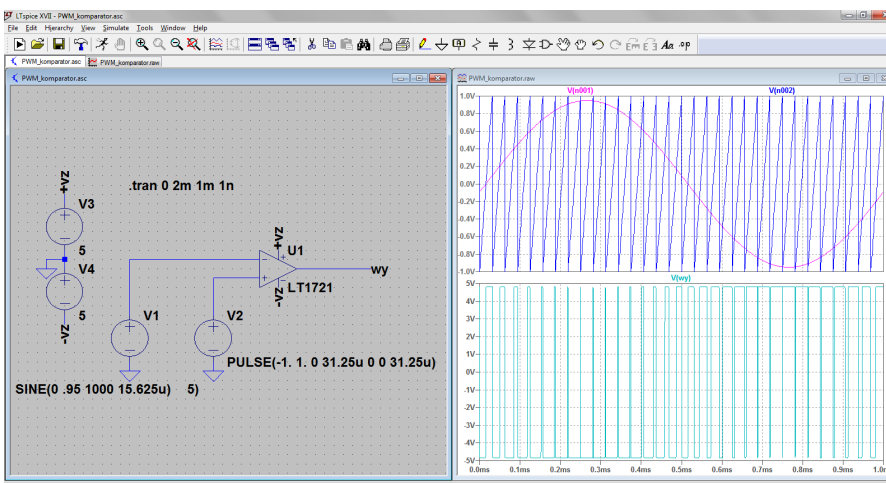 LTspice XVII - PWM_komparator.asc
File Edit Hierarchy View Simulate Tools Window Help
PWM_komparator.asc PWM_komparator.raw
PWM_komparator.asc
+VZ
V3
5
V4
5
-VZ
.tran 0 2m 1m 1n
+VZ
U1
LT1721
-VZ
wy
V1
V2
PULSE(-1. 1. 0 31.25u 0 0 31.25u)
SINE(0 .95 1000 15.625u) 5)
PWM_komparator.raw
V(n001) V(n002)
1.0V
0.8V
0.6V
0.4V
0.2V
0.0V
-0.2V
-0.4V
-0.6V
-0.8V
-1.0V
V(wy)
5V
4V
3V
2V
1V
0V
-1V
-2V
-3V
-4V
-5V
0.0ms 0.1ms 0.2ms 0.3ms 0.4ms 0.5ms 0.6ms 0.7ms 0.8ms 0.9ms